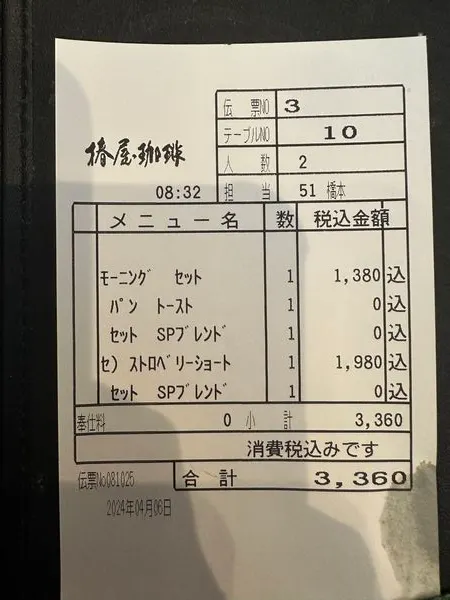 伝 票NO 3
テーブルNO 10
椿屋珈琲
人 数 2
08:32
担 当 51 橋本
メニュー名 数 税込金額
ﾓｰﾆﾝｸﾞ ｾｯﾄ 1 1,380 込
ﾊﾟﾝ ﾄｰｽﾄ 1 0 込
ｾｯﾄ SPﾌﾞﾚﾝﾄﾞ 1 0 込
ｾ) ｽﾄﾛﾍﾞﾘｰｼｮｰﾄ 1 1,980 込
ｾｯﾄ SPﾌﾞﾚﾝﾄﾞ 1 0 込
奉仕料 0 小 計 3,360
消費税込みです
伝票No081025 合 計 3,360
2024年04月06日